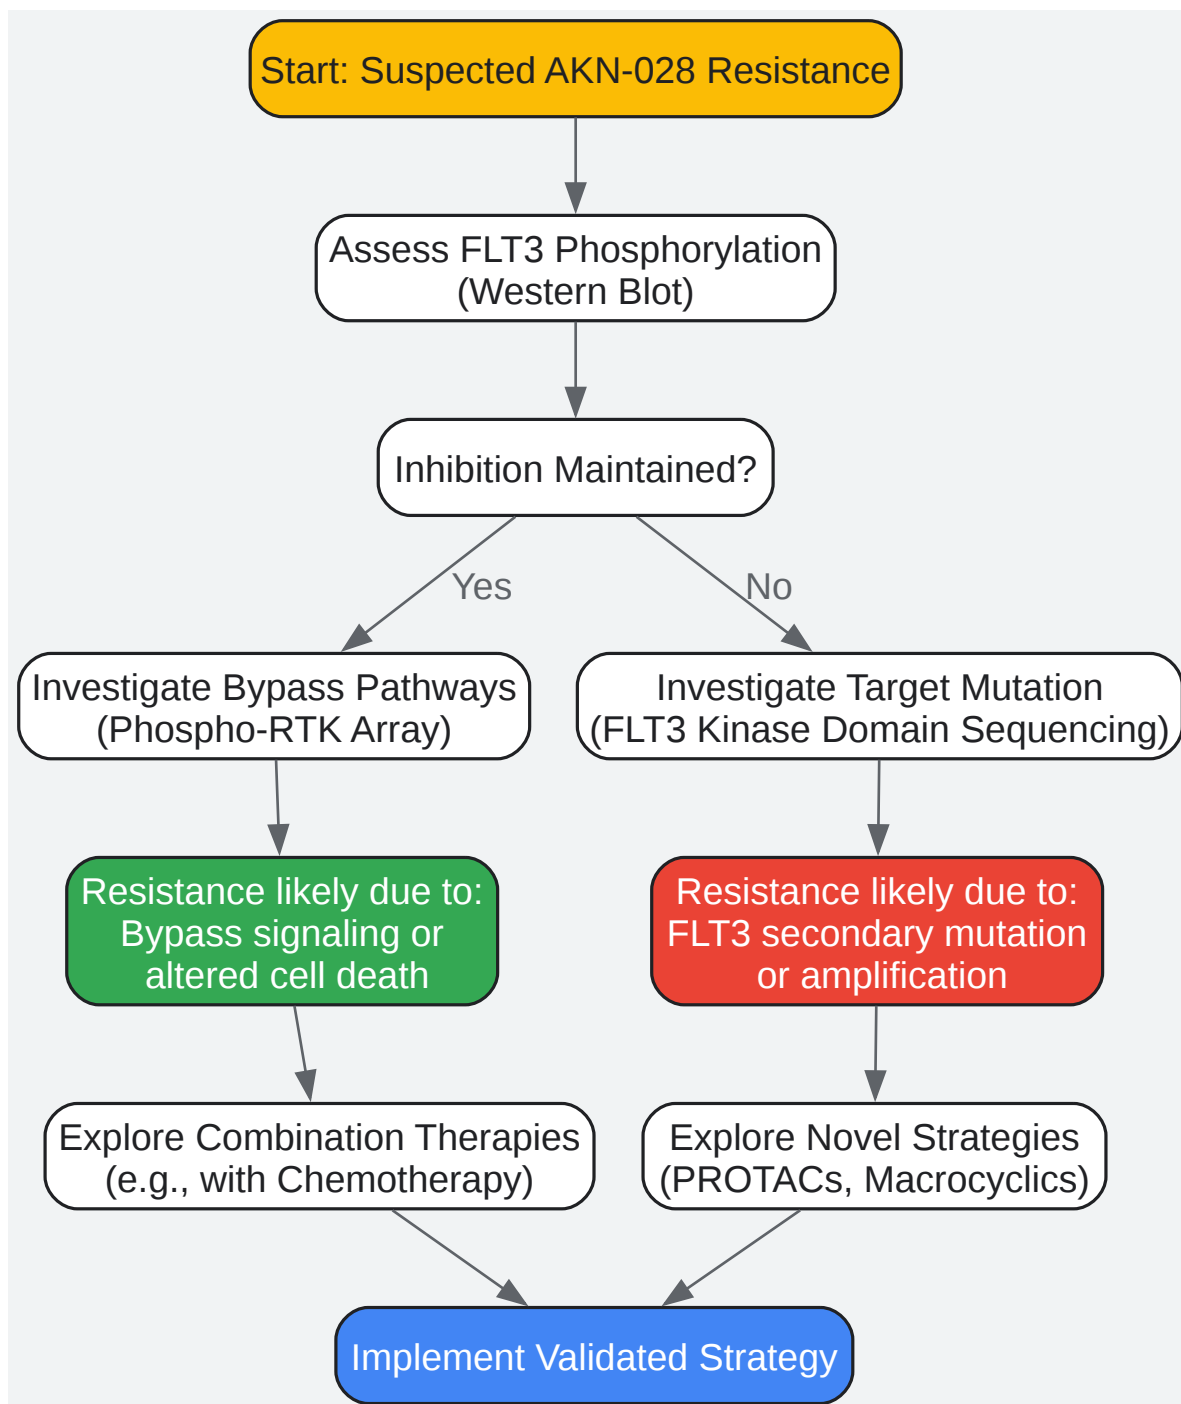 Start: Suspected AKN-028 Resistance
Assess FLT3 Phosphorylation
(Western Blot)
Inhibition Maintained?
Yes
No
Investigate Bypass Pathways
(Phospho-RTK Array)
Investigate Target Mutation
(FLT3 Kinase Domain Sequencing)
Resistance likely due to:
Bypass signaling or
altered cell death
Resistance likely due to:
FLT3 secondary mutation
or amplification
Explore Combination Therapies
(e.g., with Chemotherapy)
Explore Novel Strategies
(PROTACs, Macrocyclics)
Implement Validated Strategy